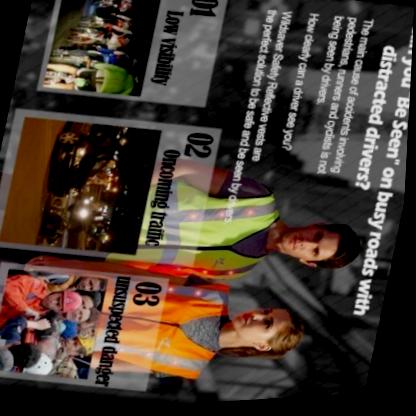 you "Be Seen" on busy roads with
distracted drivers?
The main cause of accidents involving
pedestrians, runners and cyclists is not
being seen by drivers.
How clearly can a driver see you?
Whatever Safety Reflective vests are
the perfect solution to be safe and be seen by drivers
01
Low visibility
02
Oncoming traffic
03
unsuspected danger